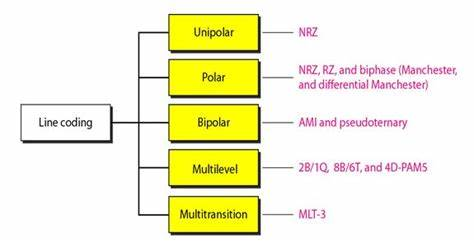 Unipolar
NRZ
Polar
NRZ, RZ, and biphase (Manchester,
and differential Manchester)
Line coding
Bipolar
AMI and pseudoternary
Multilevel
2B/1Q, 8B/6T, and 4D-PAM5
Multitransition
MLT-3